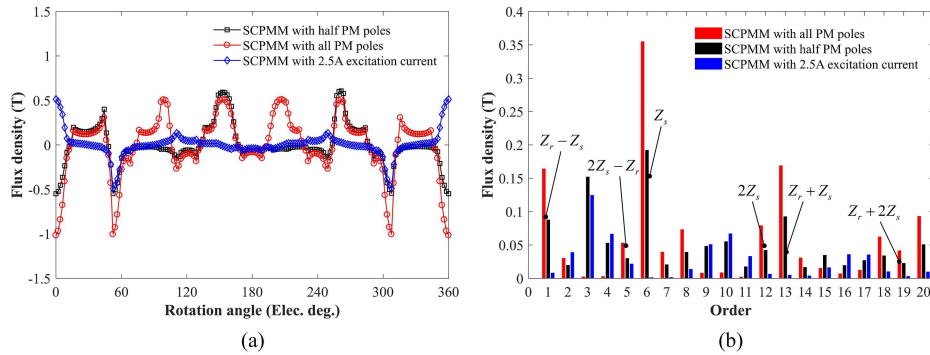 1.5
1
0.5
0
-0.5
-1
-1.5
Flux density (T)
SCPMM with half PM poles
SCPMM with all PM poles
SCPMM with 2.5A excitation current
0 60 120 180 240 300 360
Rotation angle (Elec. deg.)
(a)
0.4
0.35
0.3
0.25
0.2
0.15
0.1
0.05
0
Flux density (T)
SCPMM with all PM poles
SCPMM with half PM poles
SCPMM with 2.5A excitation current
Z_r − Z_s
2Z_s − Z_r
Z_s
2Z_s
Z_r + Z_s
Z_r + 2Z_s
0 1 2 3 4 5 6 7 8 9 10 11 12 13 14 15 16 17 18 19 20
Order
(b)